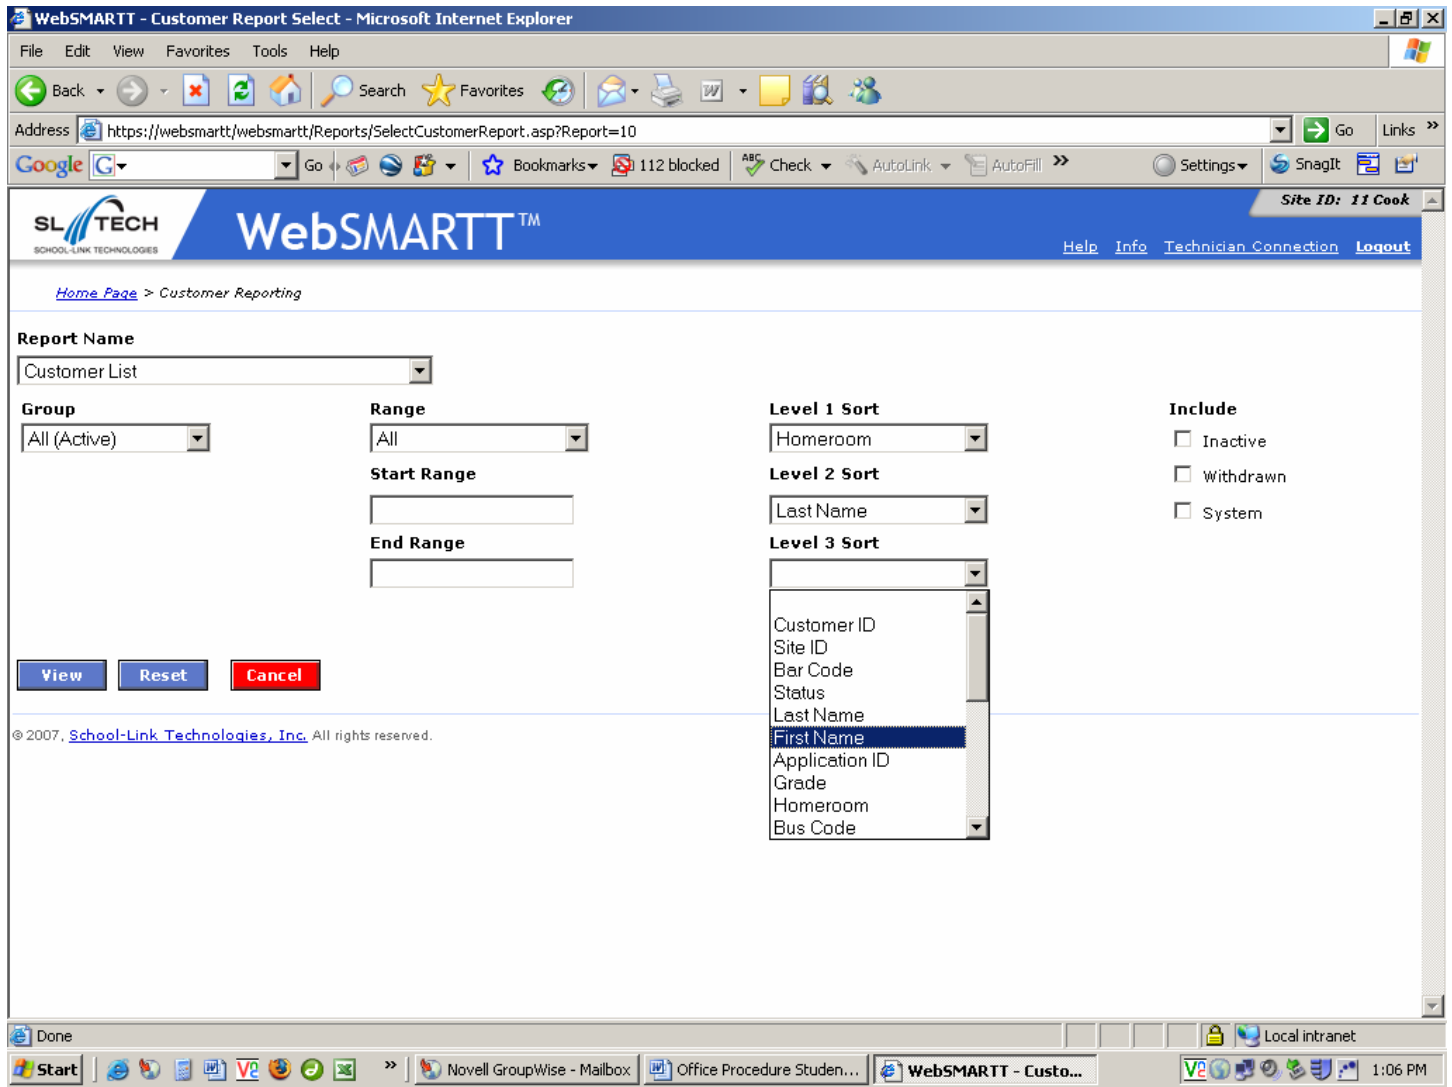 WebSMARTT - Customer Report Select - Microsoft Internet Explorer
File Edit View Favorites Tools Help
Back Search Favorites
Address https://websmartt/websmartt/Reports/SelectCustomerReport.asp?Report=10 Go Links »
Google G Go Bookmarks 112 blocked ABC Check AutoLink AutoFill » Settings SnagIt
SL TECH
SCHOOL-LINK TECHNOLOGIES
WebSMARTT™
Site ID: 11 Cook
Help Info Technician Connection Logout
Home Page > Customer Reporting
Report Name
Customer List
Group Range Level 1 Sort Include
All (Active) All Homeroom Inactive
Start Range Level 2 Sort Withdrawn
Last Name System
End Range Level 3 Sort
Customer ID
Site ID
Bar Code
Status
Last Name
First Name
Application ID
Grade
Homeroom
Bus Code
View Reset Cancel
© 2007, School-Link Technologies, Inc. All rights reserved.
Done Local intranet
Start » Novell GroupWise - Mailbox Office Procedure Studen... WebSMARTT - Custo... 1:06 PM